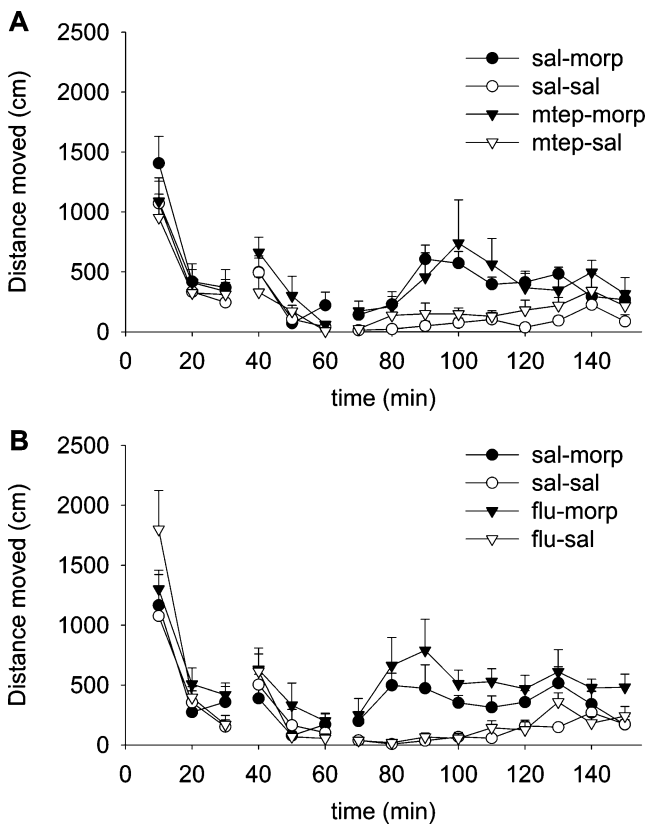 A
2500
2000
1500
1000
500
0
Distance moved (cm)
sal-morp
sal-sal
mtep-morp
mtep-sal
0 20 40 60 80 100 120 140
time (min)
B
2500
2000
1500
1000
500
0
Distance moved (cm)
sal-morp
sal-sal
flu-morp
flu-sal
0 20 40 60 80 100 120 140
time (min)